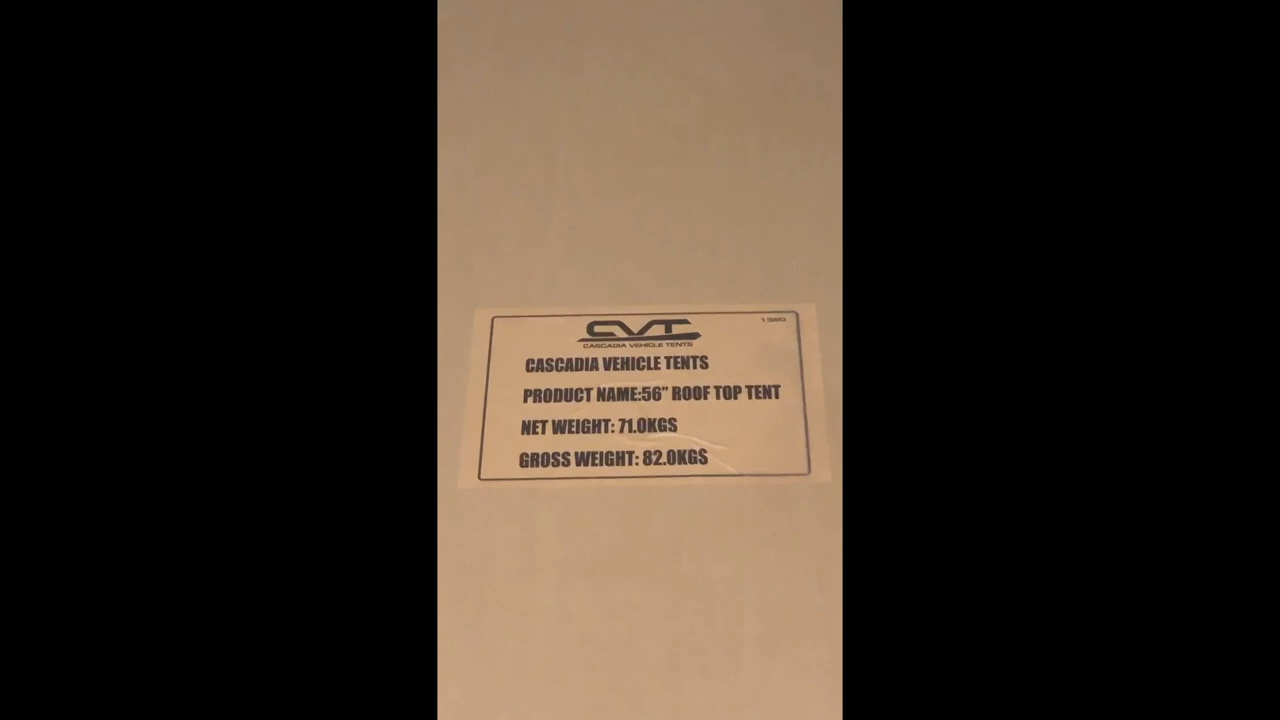 CVT
1380
CASCADIA VEHICLE TENTS
CASCADIA VEHICLE TENTS
PRODUCT NAME:56” ROOF TOP TENT
NET WEIGHT: 71.0KGS
GROSS WEIGHT: 82.0KGS